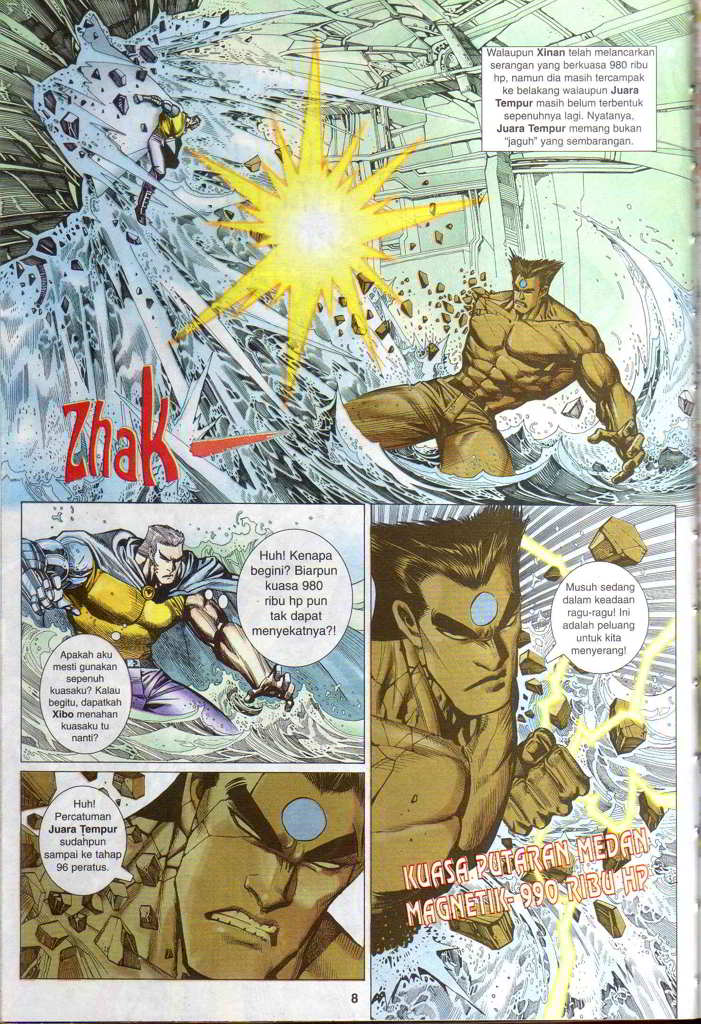 Walaupun Xinan telah melancarkan
serangan yang berkuasa 980 ribu
hp, namun dia masih tercampak
ke belakang walaupun Juara
Tempur masih belum terbentuk
sepenuhnya lagi. Nyatanya,
Juara Tempur memang bukan
"jaguh" yang sembarangan.
Zhak
Huh! Kenapa
begini? Biarpun
kuasa 980
ribu hp pun
tak dapat
menyekatnya?!
Apakah aku
mesti gunakan
sepenuh
kuasaku? Kalau
begitu, dapatkah
Xibo menahan
kuasaku tu
nanti?
Musuh sedang
dalam keadaan
ragu-ragu! Ini
adalah peluang
untuk kita
menyerang!
KUASA PUTARAN MEDAN
MAGNETIK- 990 RIBU HP
Huh!
Percatuman
Juara Tempur
sudahpun
sampai ke tahap
96 peratus.
8